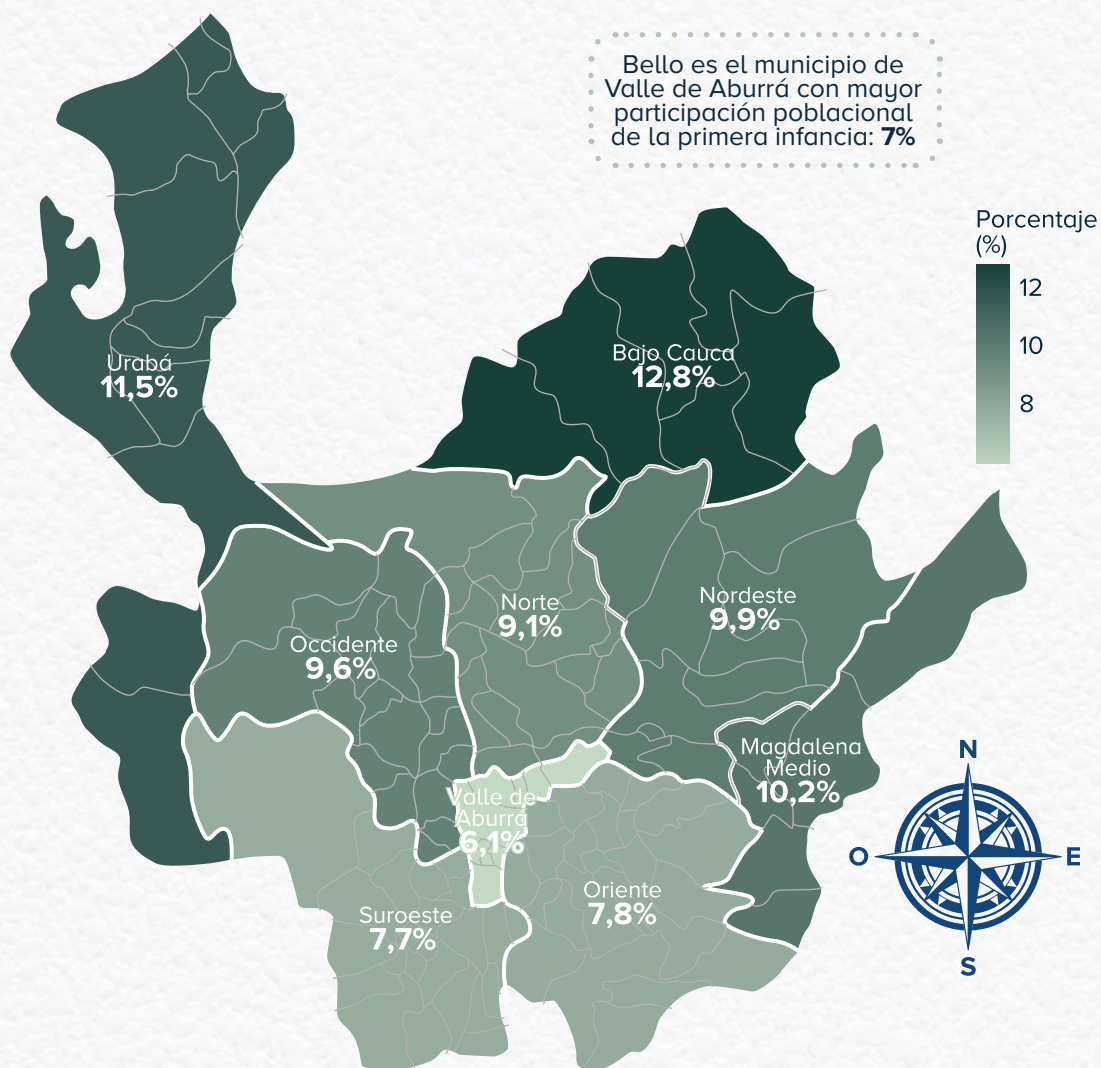 Bello es el municipio de
Valle de Aburrá con mayor
participación poblacional
de la primera infancia: 7%
Porcentaje
(%)
12
10
8
Urabá
11,5%
Bajo Cauca
12,8%
Norte
9,1%
Nordeste
9,9%
Occidente
9,6%
Magdalena
Medio
10,2%
Valle de
Aburrá
6,1%
Oriente
7,8%
Suroeste
7,7%
N
O
E
S